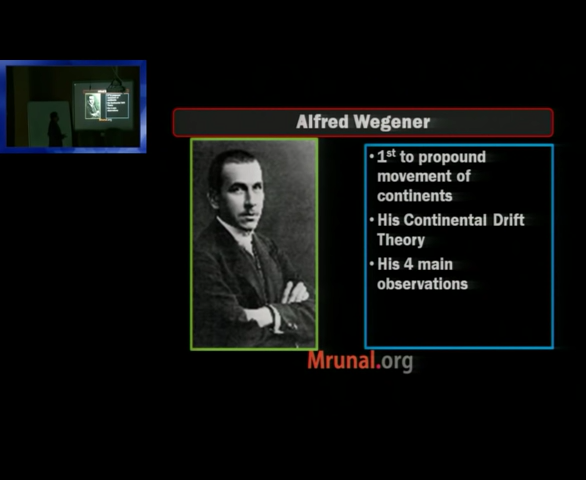 Alfred Wegener
• 1st to propound
movement of
continents
• His Continental Drift
Theory
• His 4 main
observations
Mrunal.org